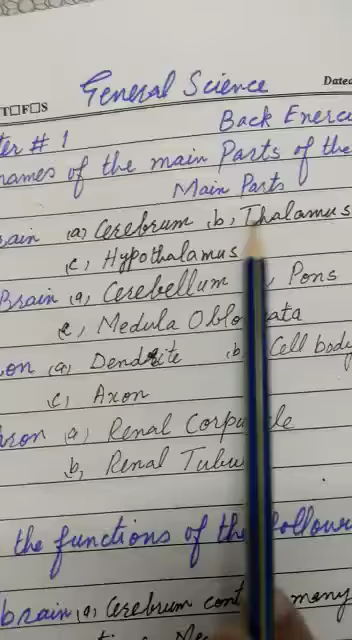 General Science
T□F□S Dated
ter # 1 Back Exerc
names of the main Parts of the
Main Parts
ain (a) Cerebrum b, Thalamus
c, Hypothalamus
Brain (a, Cerebellum , Pons
c, Medula Oblo ata
on (a, Dendrite b, Cell body
c, Axon
hron (a) Renal Corpu le
b, Renal Tubu
the functions of the follow
brain (a, Cerebrum cont many